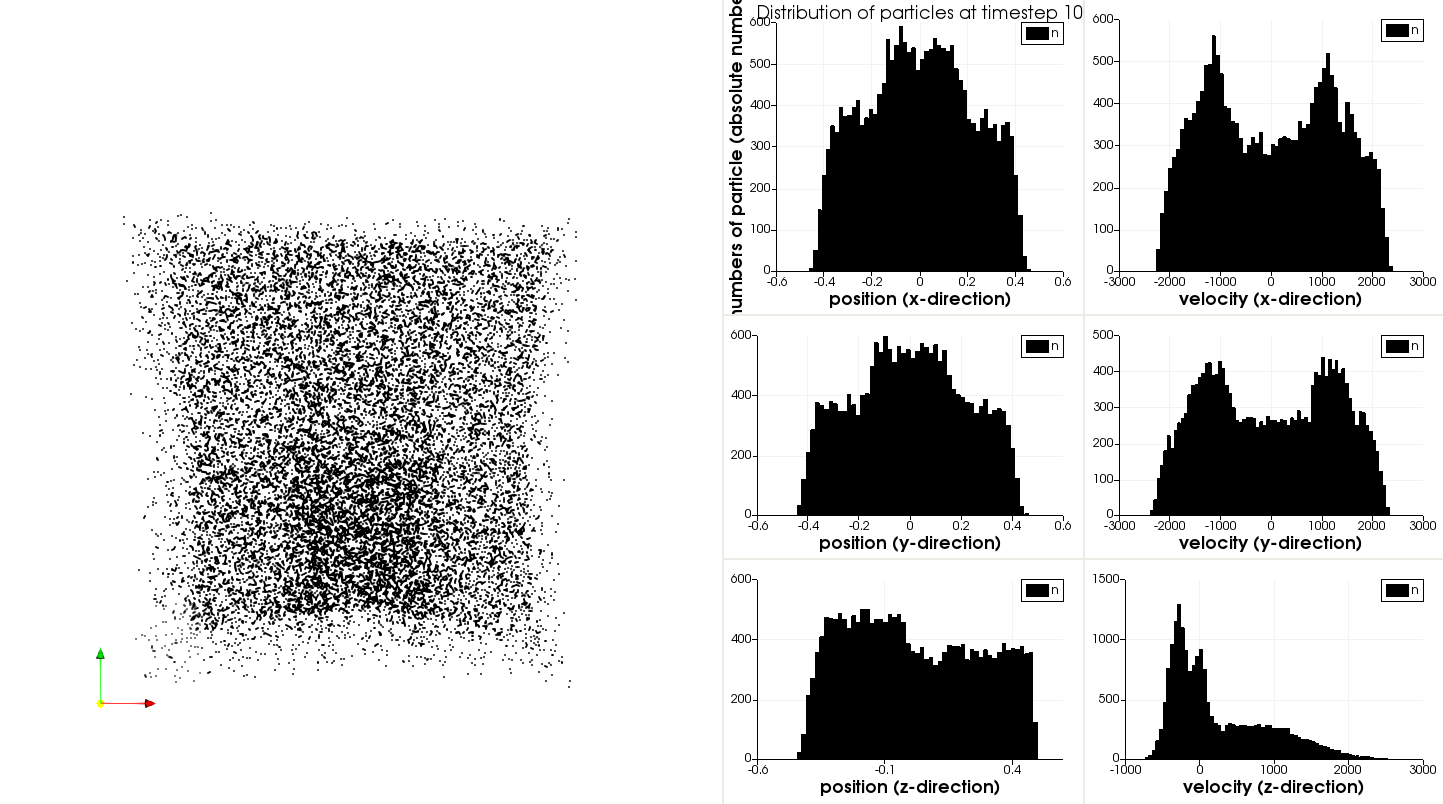 Distribution of particles at timestep 10
numbers of particle (absolute numbe
600
500
400
300
200
100
0
-0.6 -0.4 -0.2 0 0.2 0.4 0.6
position (x-direction)
n
600
500
400
300
200
100
0
-3000 -2000 -1000 0 1000 2000 3000
velocity (x-direction)
n
600
400
200
0
-0.6 -0.4 -0.2 0 0.2 0.4 0.6
position (y-direction)
n
500
400
300
200
100
0
-3000 -2000 -1000 0 1000 2000 3000
velocity (y-direction)
n
600
400
200
0
-0.6 -0.1 0.4
position (z-direction)
n
1500
1000
500
0
-1000 0 1000 2000 3000
velocity (z-direction)
n